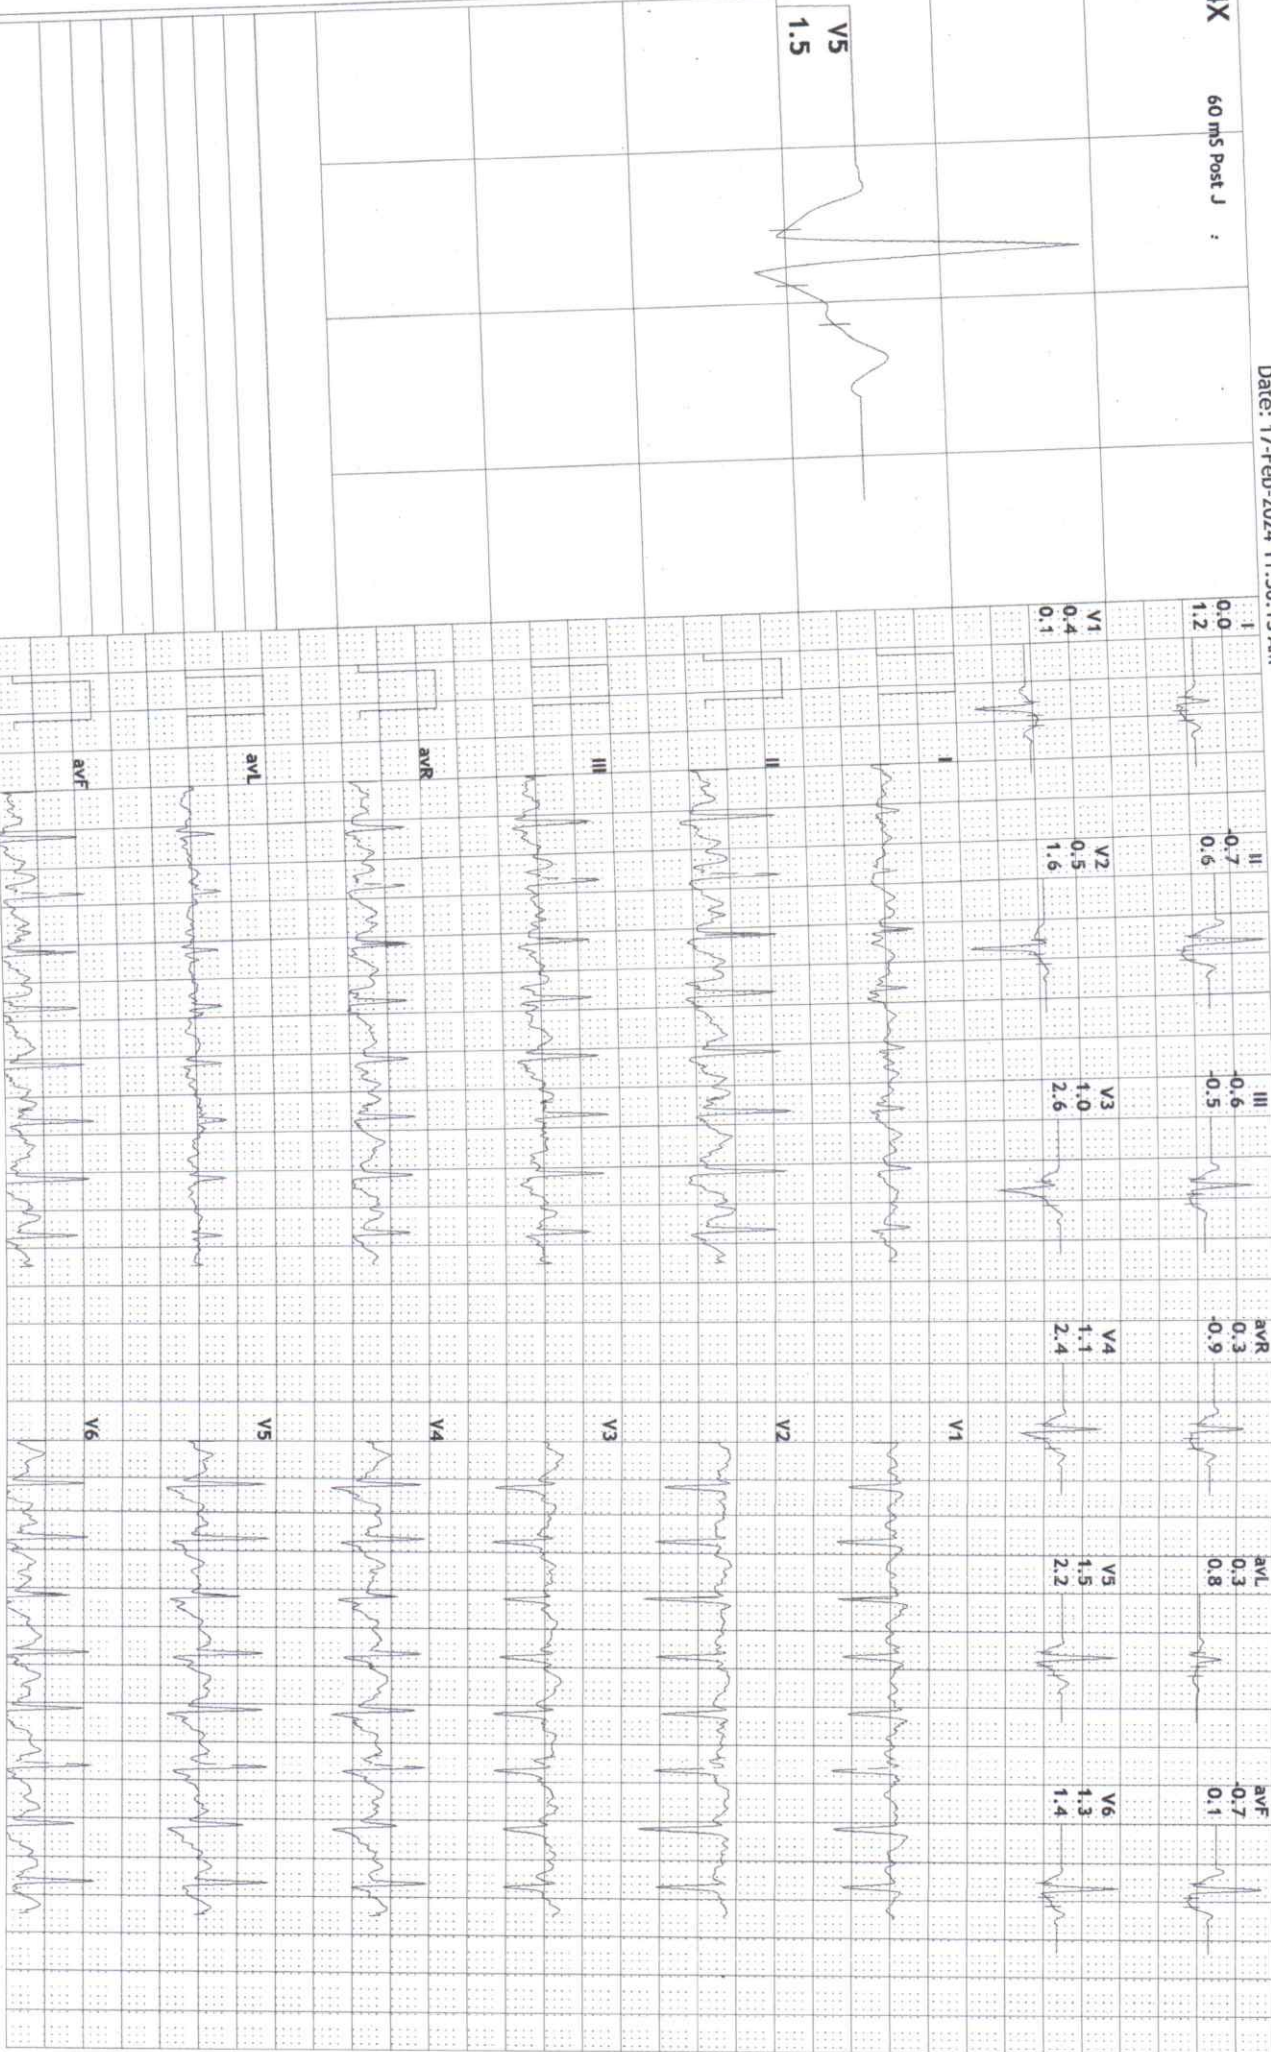 Date: 17-Feb-2024
4X 60 mS Post J :
V5
1.5
I II III avR avL avF
0.0 -0.7 -0.6 0.3 0.3 -0.7
1.2 0.6 -0.5 -0.9 0.8 0.1
V1 V2 V3 V4 V5 V6
0.4 0.5 1.0 1.1 1.5 1.3
0.1 1.6 2.6 2.4 2.2 1.4
I V1
II V2
III V3
avR V4
avL V5
avF V6